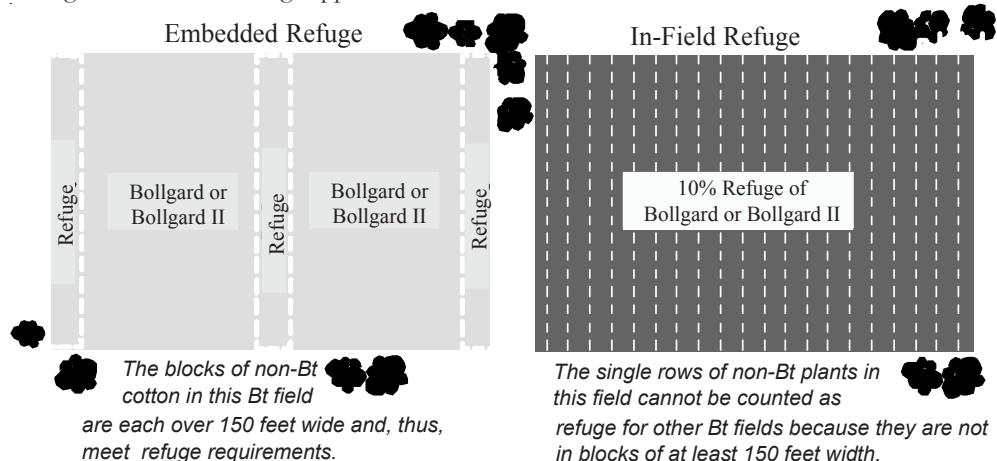 Embedded Refuge
Refuge
Bollgard or
Bollgard II
Refuge
Bollgard or
Bollgard II
Refuge
The blocks of non-Bt
cotton in this Bt field
are each over 150 feet wide and, thus,
meet refuge requirements.
In-Field Refuge
10% Refuge of
Bollgard or Bollgard II
The single rows of non-Bt plants in
this field cannot be counted as
refuge for other Bt fields because they are not
in blocks of at least 150 feet width.